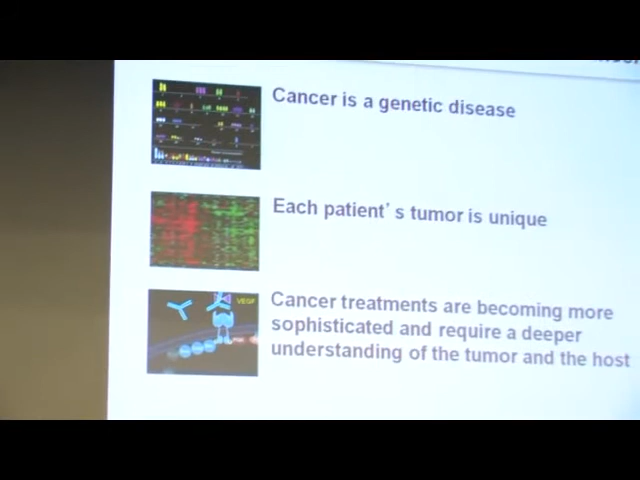 Cancer is a genetic disease
Each patient’s tumor is unique
VEGF
Cancer treatments are becoming more
sophisticated and require a deeper
understanding of the tumor and the host